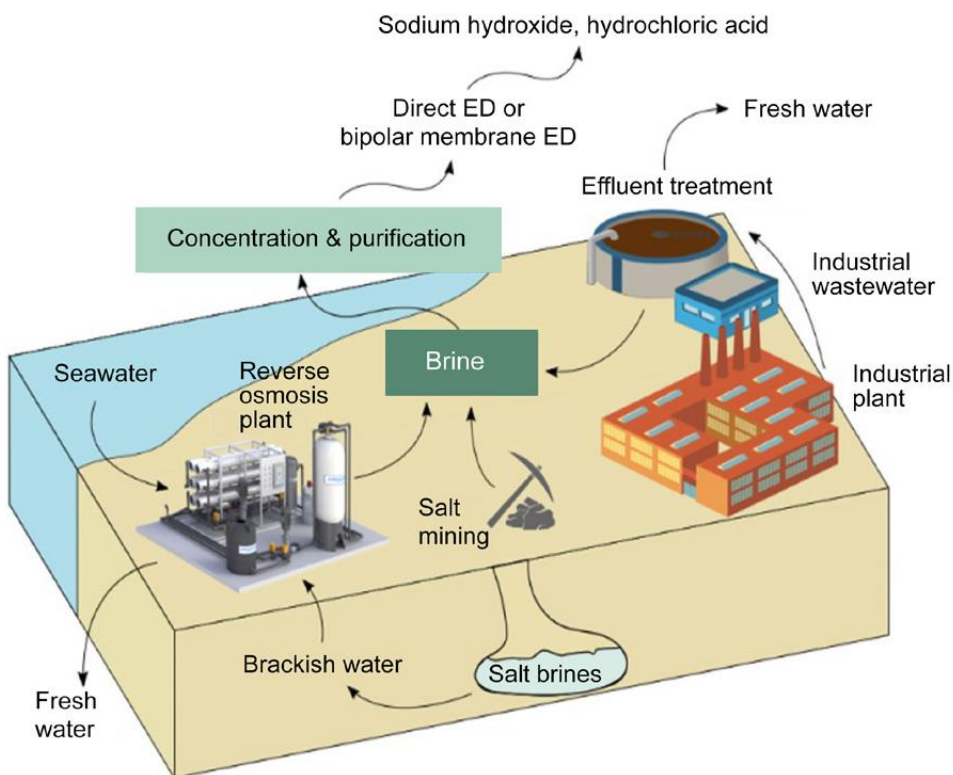 Sodium hydroxide, hydrochloric acid
Direct ED or
bipolar membrane ED
Fresh water
Effluent treatment
Concentration & purification
Industrial
wastewater
Seawater
Reverse
osmosis
plant
Brine
Industrial
plant
Salt
mining
Brackish water
Salt brines
Fresh
water